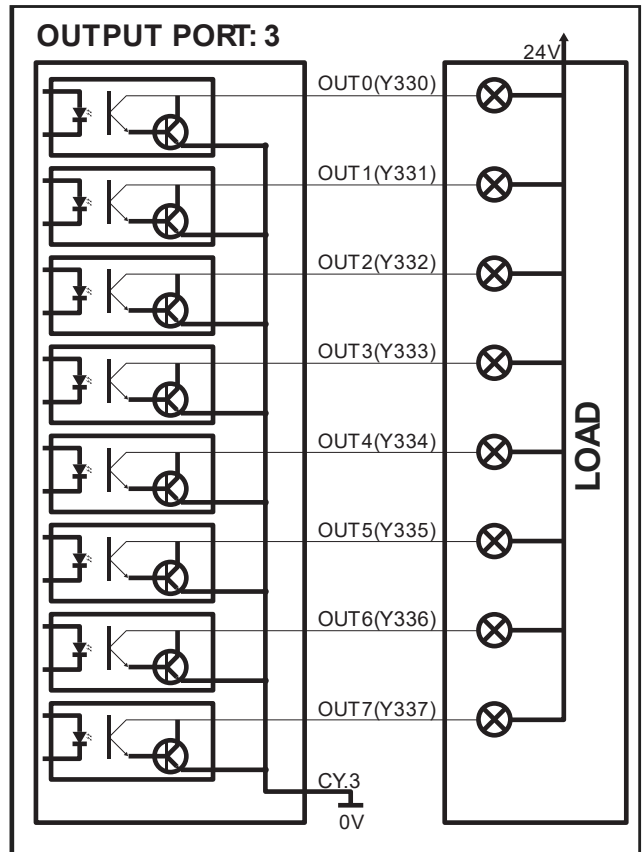 OUTPUT PORT: 3
24V
OUT0(Y330)
OUT1(Y331)
OUT2(Y332)
OUT3(Y333)
OUT4(Y334)
OUT5(Y335)
OUT6(Y336)
OUT7(Y337)
LOAD
CY.3
0V